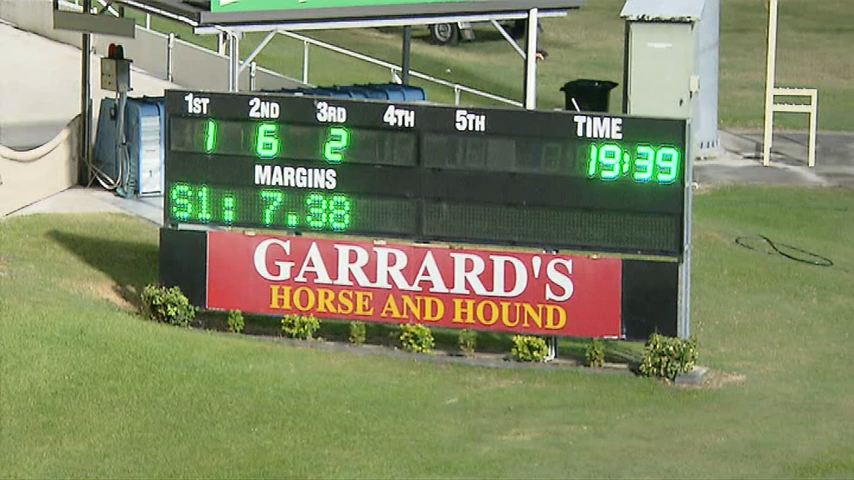 1ST 2ND 3RD 4TH 5TH TIME
1 6 2 19:39
MARGINS
S1: 7.38
GARRARD'S
HORSE AND HOUND